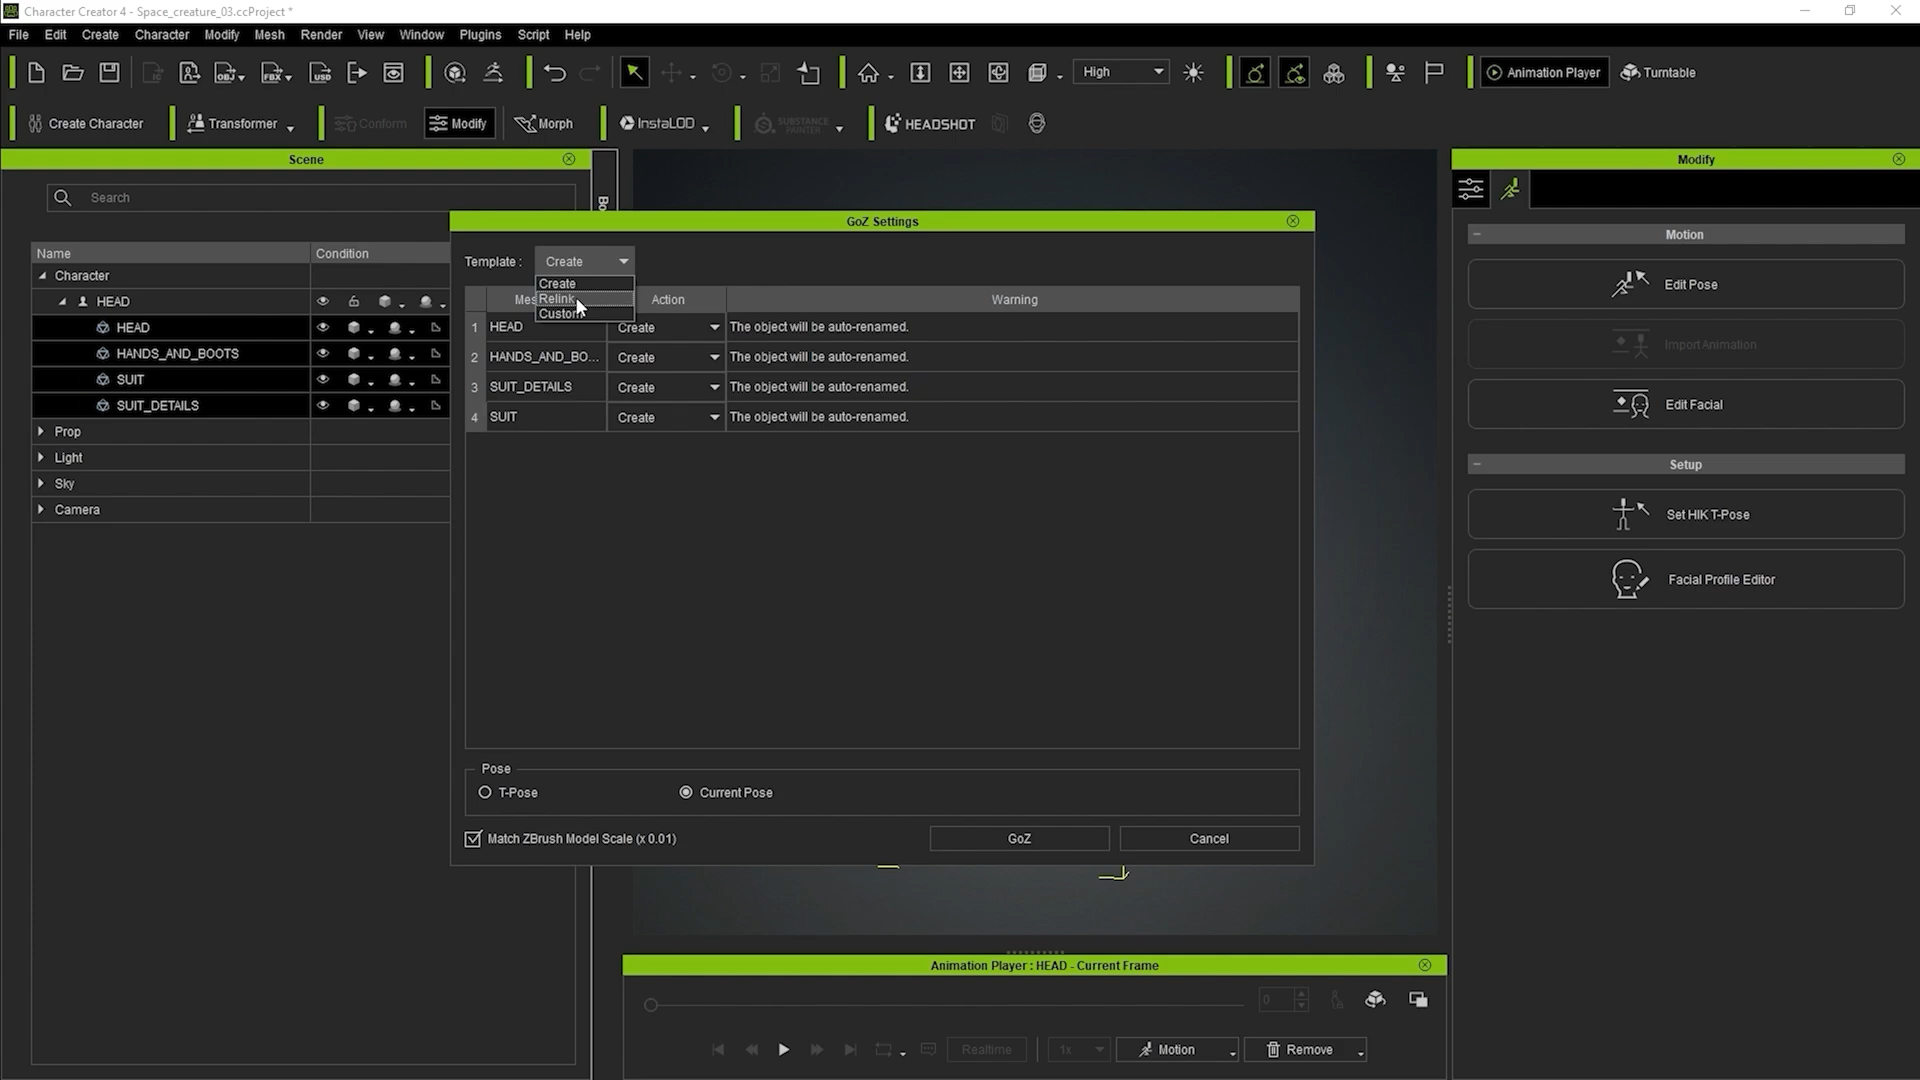 Character Creator 4 - Space_creature_03.ccProject *
File Edit Create Character Modify Mesh Render View Window Plugins Script Help
OBJ FBX USD High Animation Player Turntable
Create Character Transformer Conform Modify Morph InstaLOD SUBSTANCE PAINTER HEADSHOT
Scene
Search
Bo
Name Condition
Character
HEAD
HEAD
HANDS_AND_BOOTS
SUIT
SUIT_DETAILS
Prop
Light
Sky
Camera
GoZ Settings
Template : Create
Create
Relink
Custom
Mes Action Warning
1 HEAD Create The object will be auto-renamed.
2 HANDS_AND_BO... Create The object will be auto-renamed.
3 SUIT_DETAILS Create The object will be auto-renamed.
4 SUIT Create The object will be auto-renamed.
Pose
T-Pose Current Pose
Match ZBrush Model Scale (x 0.01) GoZ Cancel
Modify
Motion
Edit Pose
Import Animation
Edit Facial
Setup
Set HIK T-Pose
Facial Profile Editor
Animation Player : HEAD - Current Frame
0
Realtime 1x Motion Remove